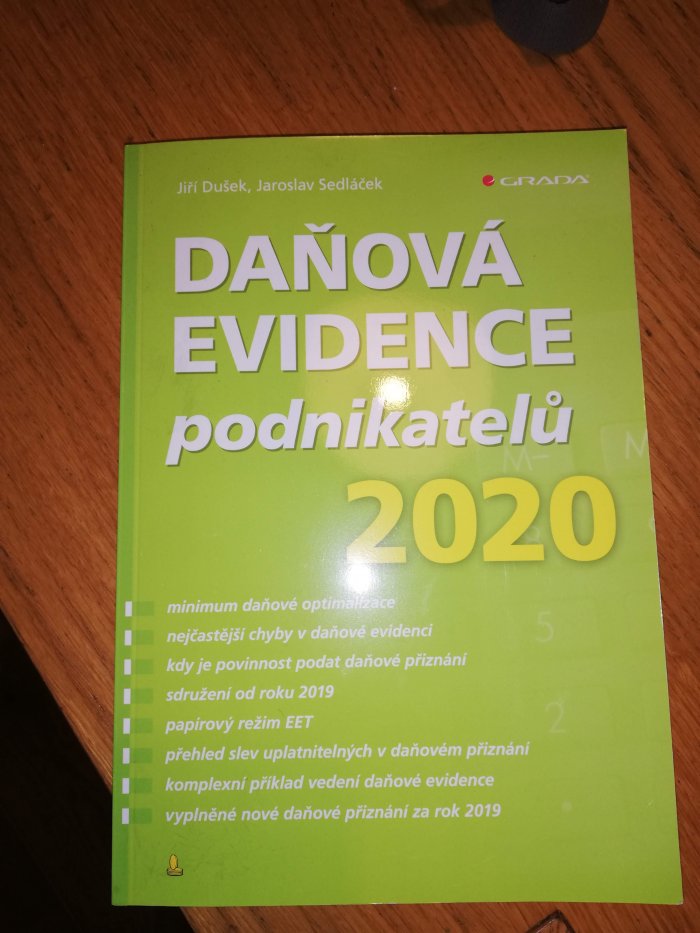 Jiří Dušek, Jaroslav Sedláček
GRADA
DAŇOVÁ
EVIDENCE
podnikatelů
2020
M- M
5
2
minimum daňové optimalizace
nejčastější chyby v daňové evidenci
kdy je povinnost podat daňové přiznání
sdružení od roku 2019
papírový režim EET
přehled slev uplatnitelných v daňovém přiznání
komplexní příklad vedení daňové evidence
vyplněné nové daňové přiznání za rok 2019